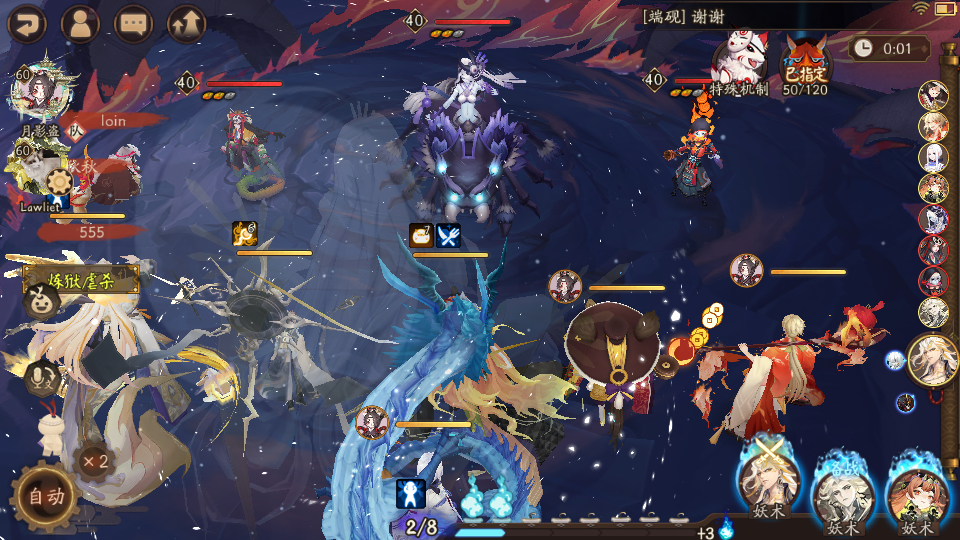 [端砚] 谢谢
40
0:01
60
40
40
特殊机制
已指定
50/120
月影盗
队
loin
60
Lawliet
555
炼狱虐杀
×2
自动
2/8
+3
妖术
备战
妖术
妖术